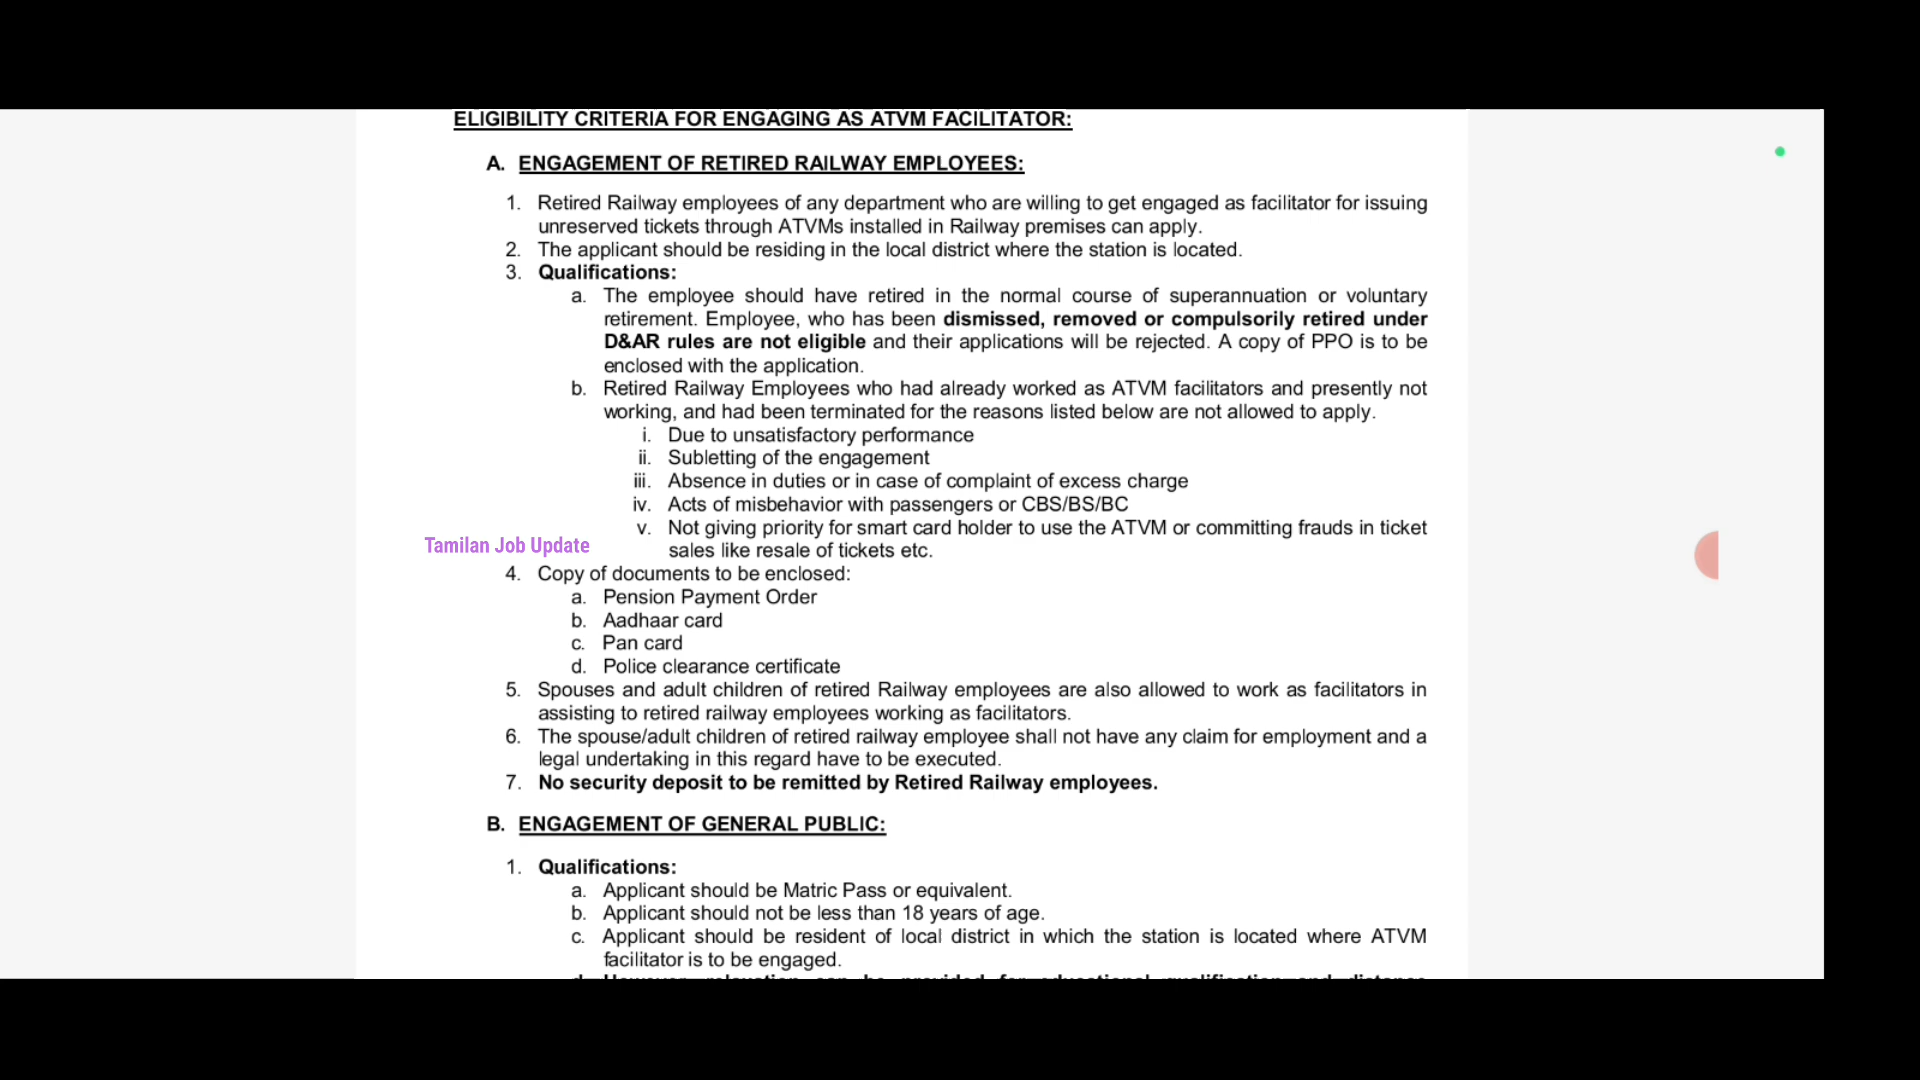 ELIGIBILITY CRITERIA FOR ENGAGING AS ATVM FACILITATOR:
A. ENGAGEMENT OF RETIRED RAILWAY EMPLOYEES:
1. Retired Railway employees of any department who are willing to get engaged as facilitator for issuing
unreserved tickets through ATVMs installed in Railway premises can apply.
2. The applicant should be residing in the local district where the station is located.
3. Qualifications:
a. The employee should have retired in the normal course of superannuation or voluntary
retirement. Employee, who has been dismissed, removed or compulsorily retired under
D&AR rules are not eligible and their applications will be rejected. A copy of PPO is to be
enclosed with the application.
b. Retired Railway Employees who had already worked as ATVM facilitators and presently not
working, and had been terminated for the reasons listed below are not allowed to apply.
i. Due to unsatisfactory performance
ii. Subletting of the engagement
iii. Absence in duties or in case of complaint of excess charge
iv. Acts of misbehavior with passengers or CBS/BS/BC
v. Not giving priority for smart card holder to use the ATVM or committing frauds in ticket
Tamilan Job Update
sales like resale of tickets etc.
4. Copy of documents to be enclosed:
a. Pension Payment Order
b. Aadhaar card
c. Pan card
d. Police clearance certificate
5. Spouses and adult children of retired Railway employees are also allowed to work as facilitators in
assisting to retired railway employees working as facilitators.
6. The spouse/adult children of retired railway employee shall not have any claim for employment and a
legal undertaking in this regard have to be executed.
7. No security deposit to be remitted by Retired Railway employees.
B. ENGAGEMENT OF GENERAL PUBLIC:
1. Qualifications:
a. Applicant should be Matric Pass or equivalent.
b. Applicant should not be less than 18 years of age.
c. Applicant should be resident of local district in which the station is located where ATVM
facilitator is to be engaged.
d. However, relaxation can be provided for educational qualification and distance